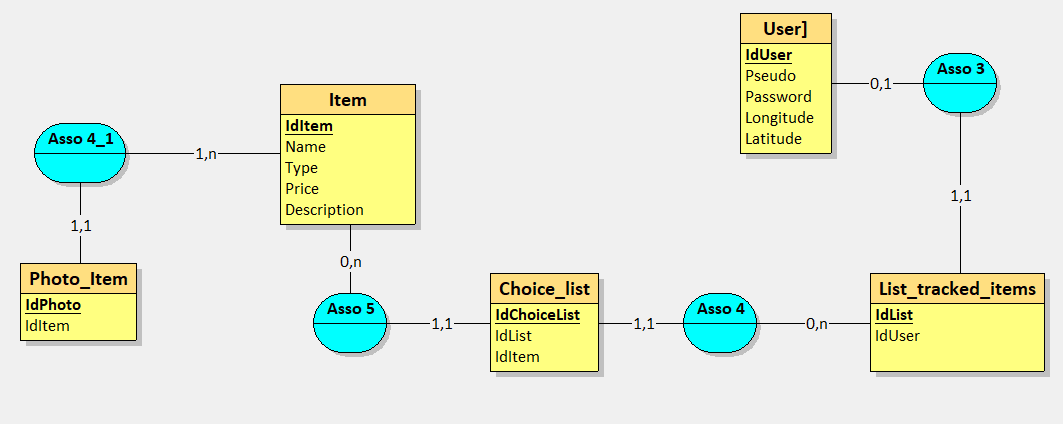 User]
IdUser
Pseudo
Password
Longitude
Latitude
0,1
Asso 3
1,1
Item
IdItem
Name
Type
Price
Description
Asso 4_1
1,n
1,1
Photo_Item
IdPhoto
IdItem
0,n
Asso 5
1,1
Choice_list
IdChoiceList
IdList
IdItem
1,1
Asso 4
0,n
List_tracked_items
IdList
IdUser